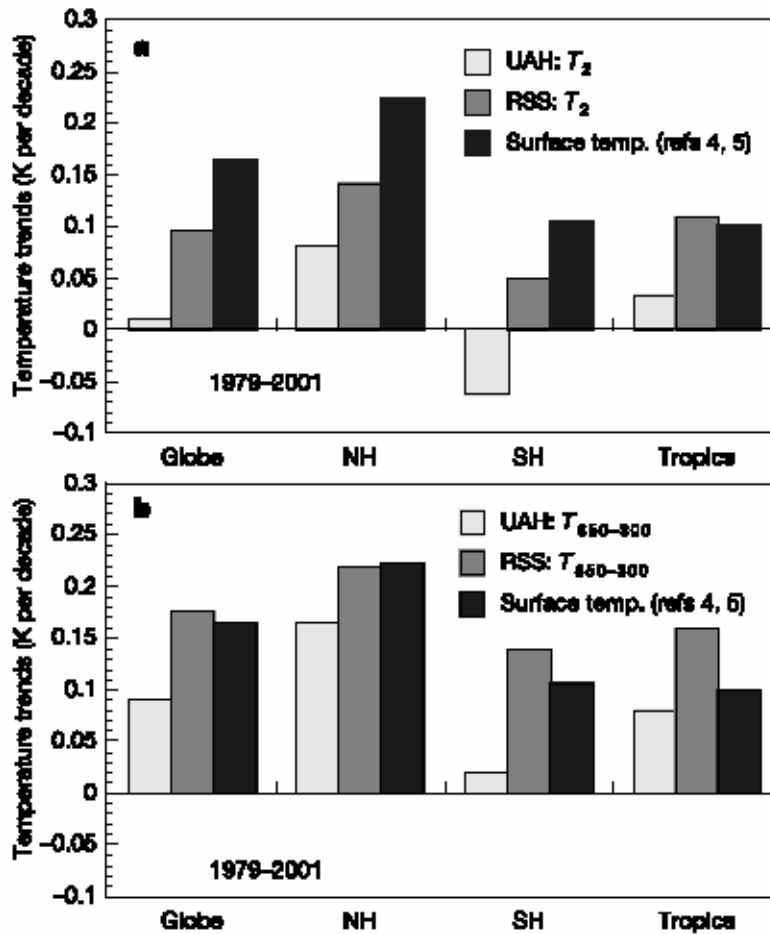 0.3
a
0.25
UAH: T2
RSS: T2
0.2
Surface temp. (refs 4, 5)
0.15
0.1
0.05
0
−0.05
1979–2001
−0.1
Temperature trends (K per decade)
Globe NH SH Tropics
0.3
b
UAH: T850–300
0.25
RSS: T850–300
0.2
Surface temp. (refs 4, 5)
0.15
0.1
0.05
0
−0.05
1979–2001
−0.1
Temperature trends (K per decade)
Globe NH SH Tropics